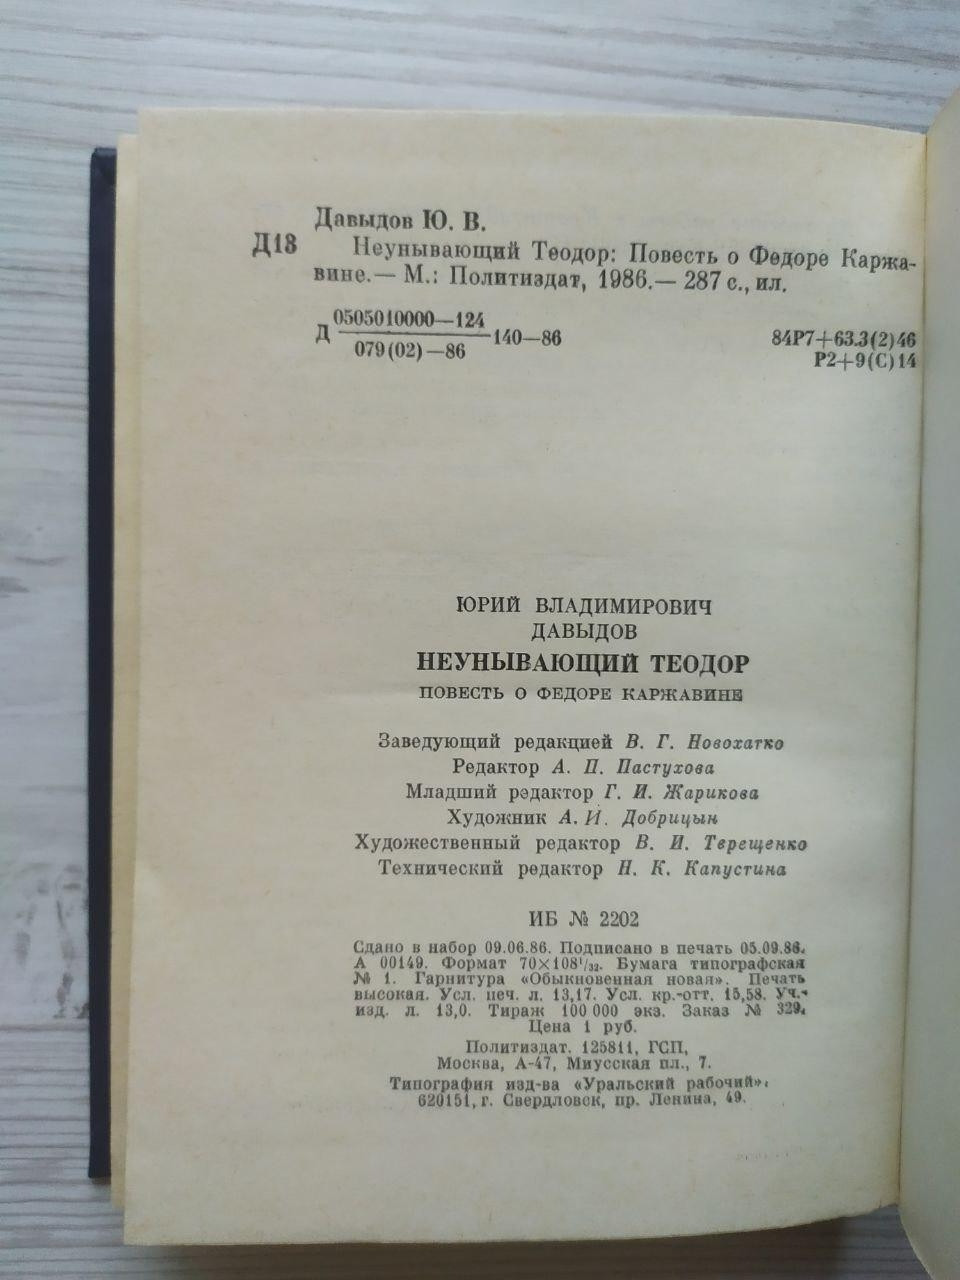 Давыдов Ю. В.
Д13 Неунывающий Теодор: Повесть о Федоре Каржа-
вине.— М.: Политиздат, 1986.— 287 с., ил.
Д 0505010000—124 / 079(02)—86 140—86
84Р7+63.3(2)46
Р2+9(С)14
ЮРИЙ ВЛАДИМИРОВИЧ
ДАВЫДОВ
НЕУНЫВАЮЩИЙ ТЕОДОР
ПОВЕСТЬ О ФЕДОРЕ КАРЖАВИНЕ
Заведующий редакцией В. Г. Новохатко
Редактор А. П. Пастухова
Младший редактор Г. И. Жарикова
Художник А. И. Добрицын
Художественный редактор В. И. Терещенко
Технический редактор Н. К. Капустина
ИБ № 2202
Сдано в набор 09.06.86. Подписано в печать 05.09.86.
А 00149. Формат 70×108¹/₃₂. Бумага типографская
№ 1. Гарнитура «Обыкновенная новая». Печать
высокая. Усл. печ. л. 13,17. Усл. кр.-отт. 15,58. Уч.-
изд. л. 13,0. Тираж 100 000 экз. Заказ № 329.
Цена 1 руб.
Политиздат. 125811, ГСП,
Москва, А-47, Миусская пл., 7.
Типография изд-ва «Уральский рабочий».
620151, г. Свердловск, пр. Ленина, 49.